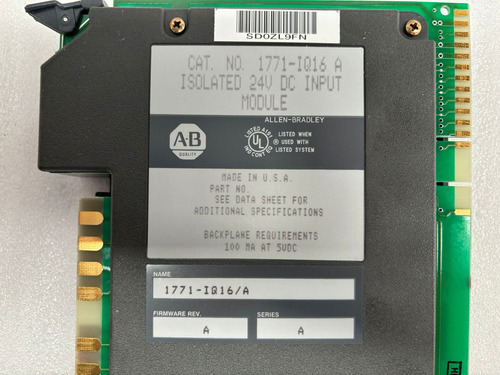 SD0ZL9FN
CAT. NO. 1771-IQ16 A
ISOLATED 24V DC INPUT
MODULE
ALLEN-BRADLEY
A-B
QUALITY
UL
LISTED WHEN
USED WITH
LISTED SYSTEM
MADE IN U.S.A.
PART NO.
SEE DATA SHEET FOR
ADDITIONAL SPECIFICATIONS
BACKPLANE REQUIREMENTS
100 MA AT 5VDC
NAME
1771-IQ16/A
FIRMWARE REV.
SERIES
A
A